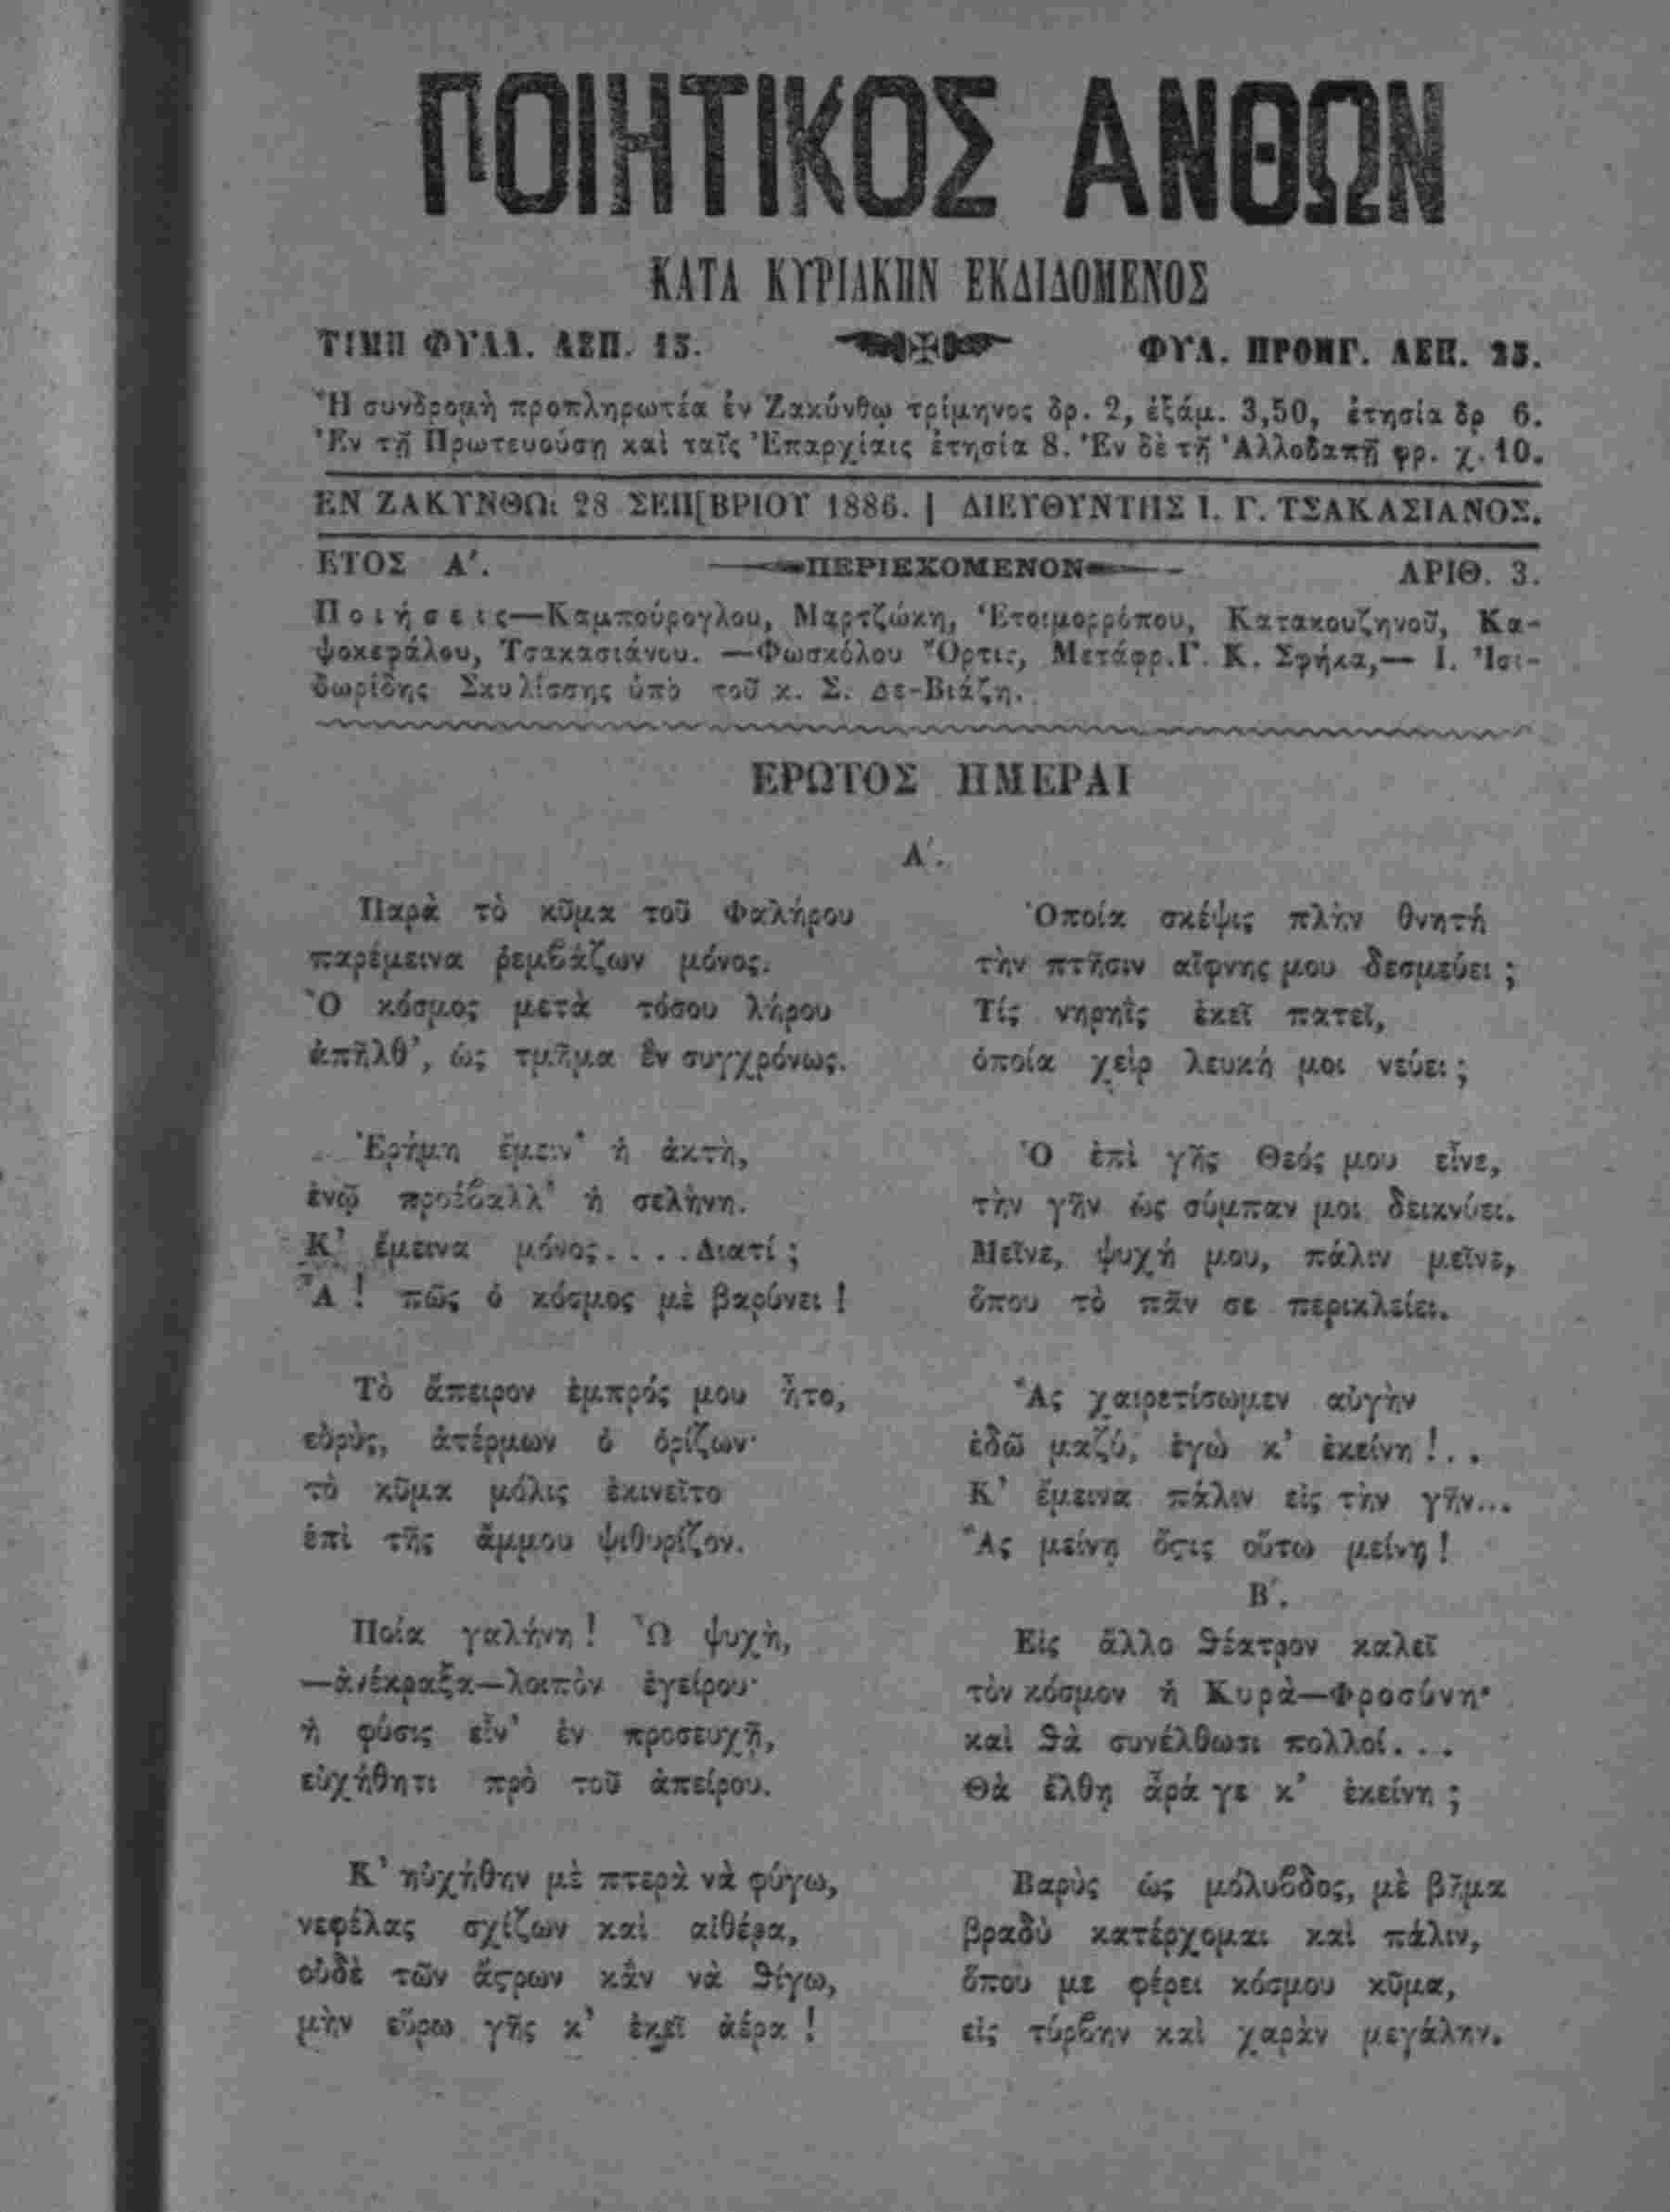 ΠΟΙΗΤΙΚΟΣ ΑΝΘΩΝ
ΚΑΤΑ ΚΥΡΙΑΚΗΝ ΕΚΔΙΔΟΜΕΝΟΣ
ΤΙΜΗ ΦΥΛΛ. ΛΕΠ. 15. ΦΥΛ. ΠΡΟΗΓ. ΛΕΠ. 25.
Ἡ συνδρομὴ προπληρωτέα ἐν Ζακύνθῳ τρίμηνος δρ. 2, ἑξάμ. 3,50, ἐτησία δρ 6.
Ἐν τῇ Πρωτευούσῃ καὶ ταῖς Ἐπαρχίαις ἐτησία 8. Ἐν δὲ τῇ Ἀλλοδαπῇ φρ. χ. 10.
ΕΝ ΖΑΚΥΝΘΩι 28 ΣΕΠ[ΒΡΙΟΥ 1886. | ΔΙΕΥΘΥΝΤΗΣ Ι. Γ. ΤΣΑΚΑΣΙΑΝΟΣ.
ΕΤΟΣ Α΄. ΠΕΡΙΕΧΟΜΕΝΟΝ ΑΡΙΘ. 3.
Ποιήσεις—Καμπούρογλου, Μαρτζώκη, Ἑτοιμορρόπου, Κατακουζηνοῦ, Κα-
ψοκεφάλου, Τσακασιάνου. —Φωσκόλου Ὄρτις, Μετάφρ. Γ. Κ. Σφήκα,— Ι. Ἰσι-
δωρίδης Σκυλίσσης ὑπὸ τοῦ κ. Σ. Δε-Βιάζη.
ΕΡΩΤΟΣ ΗΜΕΡΑΙ
Α΄.
Παρὰ τὸ κῦμα τοῦ Φαλήρου
παρέμεινα ῥεμβάζων μόνος.
Ὁ κόσμος μετὰ τόσου λήρου
ἀπῆλθ’, ὡς τμῆμα ἓν συγχρόνως.
Ἐρήμη ἔμειν’ ἡ ἀκτὴ,
ἐνῷ προέβαλλ’ ἡ σελήνη.
Κ’ ἔμεινα μόνος.... Διατί ;
Ἆ ! πῶς ὁ κόσμος μὲ βαρύνει !
Τὸ ἄπειρον ἐμπρός μου ἦτο,
εὐρὺς, ἀτέρμων ὁ ὁρίζων·
τὸ κῦμα μόλις ἐκινεῖτο
ἐπὶ τῆς ἄμμου ψιθυρίζον.
Ποία γαλήνη ! Ὦ ψυχὴ,
—ἀνέκραξα—λοιπὸν ἐγείρου·
ἡ φύσις εἶν’ ἐν προσευχῇ,
εὐχήθητι πρὸ τοῦ ἀπείρου.
Κ’ ηὐχήθην μὲ πτερὰ νὰ φύγω,
νεφέλας σχίζων καὶ αἰθέρα,
οὐδὲ τῶν ἄϛρων κἂν νὰ θίγω,
μὴν εὕρω γῆς κ’ ἐκεῖ ἀέρα !
Ὁποία σκέψις πλὴν θνητὴ
τὴν πτῆσιν αἴφνης μου δεσμεύει ;
Τίς νηρηῒς ἐκεῖ πατεῖ,
ὁποία χεὶρ λευκή μοι νεύει ;
Ὁ ἐπὶ γῆς Θεός μου εἶνε,
τὴν γῆν ὡς σύμπαν μοι δεικνύει.
Μεῖνε, ψυχή μου, πάλιν μεῖνε,
ὅπου τὸ πᾶν σε περικλείει.
Ἂς χαιρετίσωμεν αὐγὴν
ἐδῶ μαζὺ, ἐγὼ κ’ ἐκείνη !..
Κ’ ἔμεινα πάλιν εἰς τὴν γῆν...
Ἂς μείνῃ ὅϛις οὕτω μείνῃ !
Β΄.
Εἰς ἄλλο θέατρον καλεῖ
τὸν κόσμον ἡ Κυρὰ—Φροσύνη·
καὶ θὰ συνέλθωσι πολλοί...
Θὰ ἔλθῃ ἆρά γε κ’ ἐκείνη ;
Βαρὺς ὡς μόλυβδος, μὲ βῆμα
βραδὺ κατέρχομαι καὶ πάλιν,
ὅπου με φέρει κόσμου κῦμα,
εἰς τύρβην καὶ χαρὰν μεγάλην.